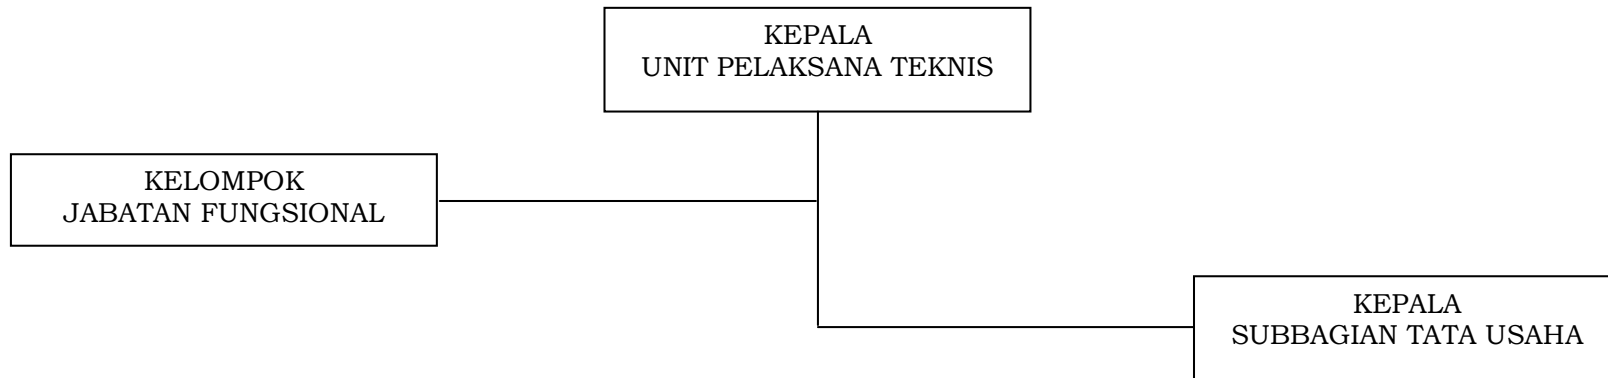 KEPALA
UNIT PELAKSANA TEKNIS
KELOMPOK
JABATAN FUNGSIONAL
KEPALA
SUBBAGIAN TATA USAHA